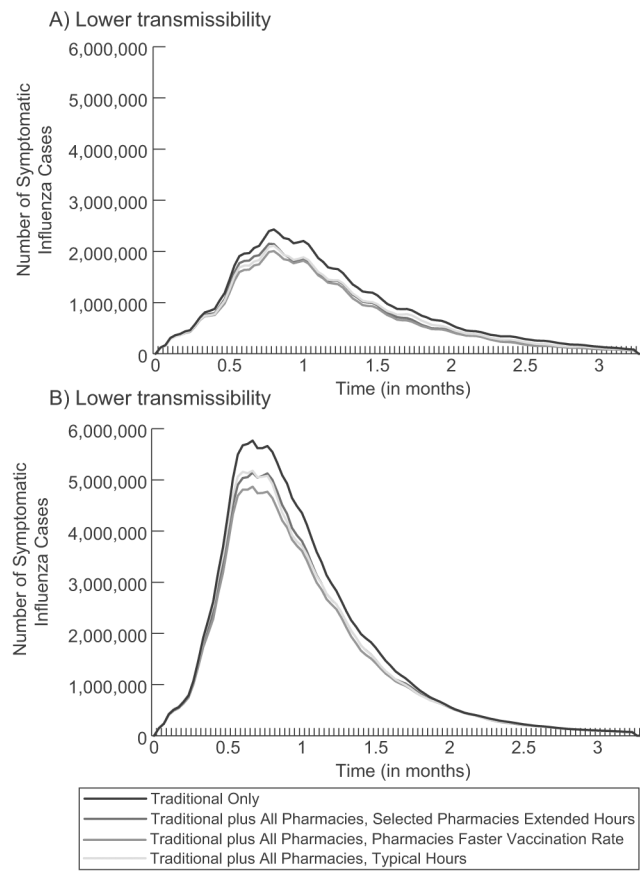 A) Lower transmissibility
6,000,000
5,000,000
4,000,000
3,000,000
2,000,000
1,000,000
0
Number of Symptomatic
Influenza Cases
0 0.5 1 1.5 2 2.5 3
Time (in months)
B) Lower transmissibility
6,000,000
5,000,000
4,000,000
3,000,000
2,000,000
1,000,000
0
Number of Symptomatic
Influenza Cases
0 0.5 1 1.5 2 2.5 3
Time (in months)
Traditional Only
Traditional plus All Pharmacies, Selected Pharmacies Extended Hours
Traditional plus All Pharmacies, Pharmacies Faster Vaccination Rate
Traditional plus All Pharmacies, Typical Hours